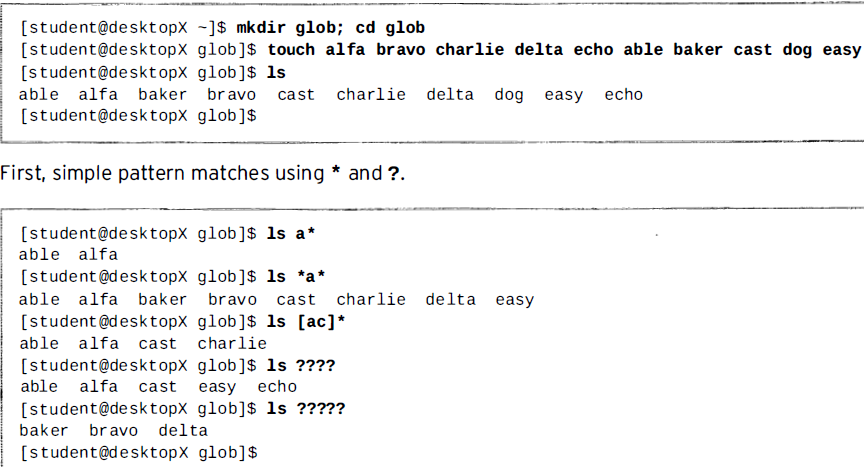 [student@desktopX ~]$ mkdir glob; cd glob
[student@desktopX glob]$ touch alfa bravo charlie delta echo able baker cast dog easy
[student@desktopX glob]$ ls
able  alfa  baker  bravo  cast  charlie  delta  dog  easy  echo
[student@desktopX glob]$
First, simple pattern matches using * and ?.
[student@desktopX glob]$ ls a*
able  alfa
[student@desktopX glob]$ ls *a*
able  alfa  baker  bravo  cast  charlie  delta  easy
[student@desktopX glob]$ ls [ac]*
able  alfa  cast  charlie
[student@desktopX glob]$ ls ????
able  alfa  cast  easy  echo
[student@desktopX glob]$ ls ?????
baker  bravo  delta
[student@desktopX glob]$